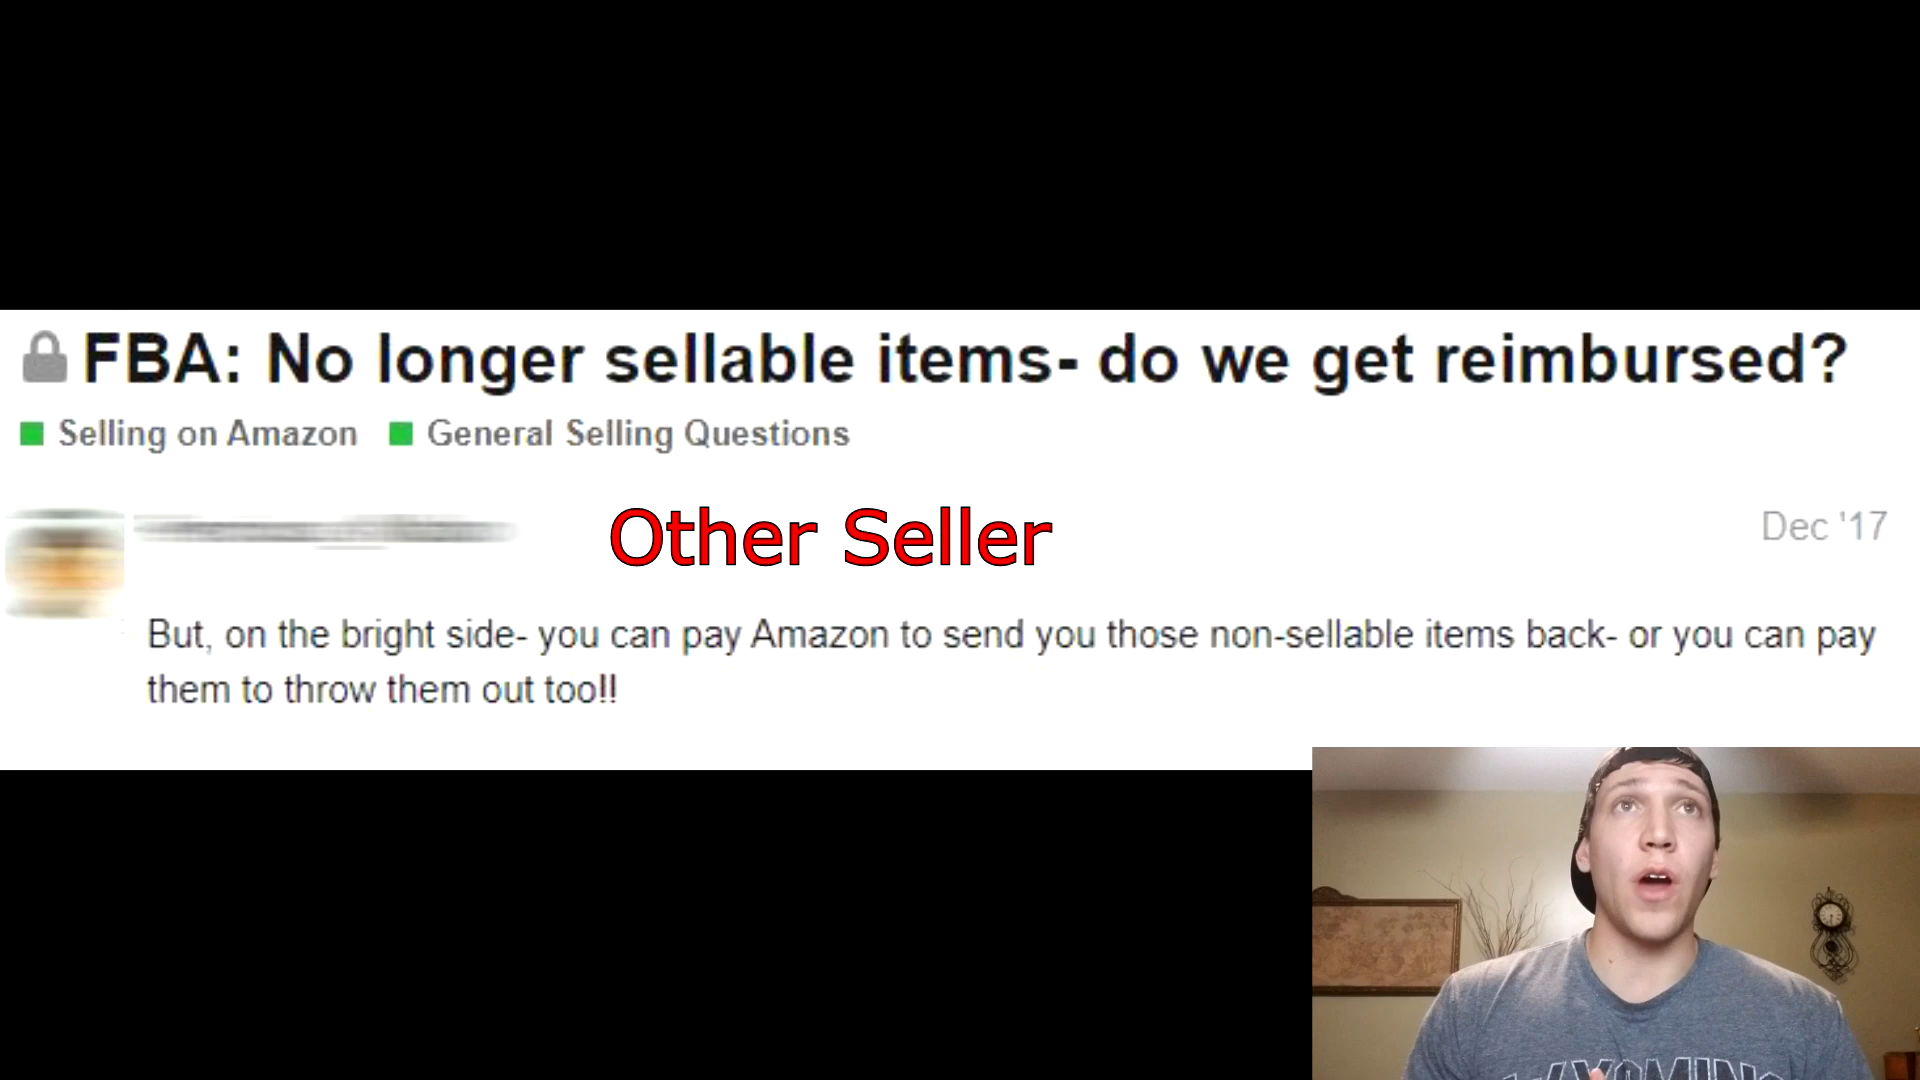 FBA: No longer sellable items- do we get reimbursed?
Selling on Amazon General Selling Questions
Other Seller
Dec '17
But, on the bright side- you can pay Amazon to send you those non-sellable items back- or you can pay
them to throw them out too!!
WYOMING